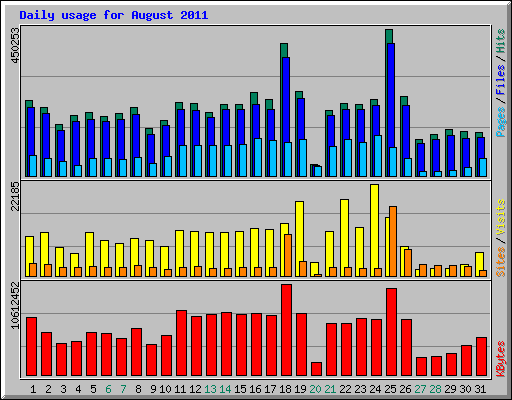 Daily usage for August 2011
450253
Pages / Files / Hits
22185
Sites / Visits
10612452
KBytes
1 2 3 4 5 6 7 8 9 10 11 12 13 14 15 16 17 18 19 20 21 22 23 24 25 26 27 28 29 30 31